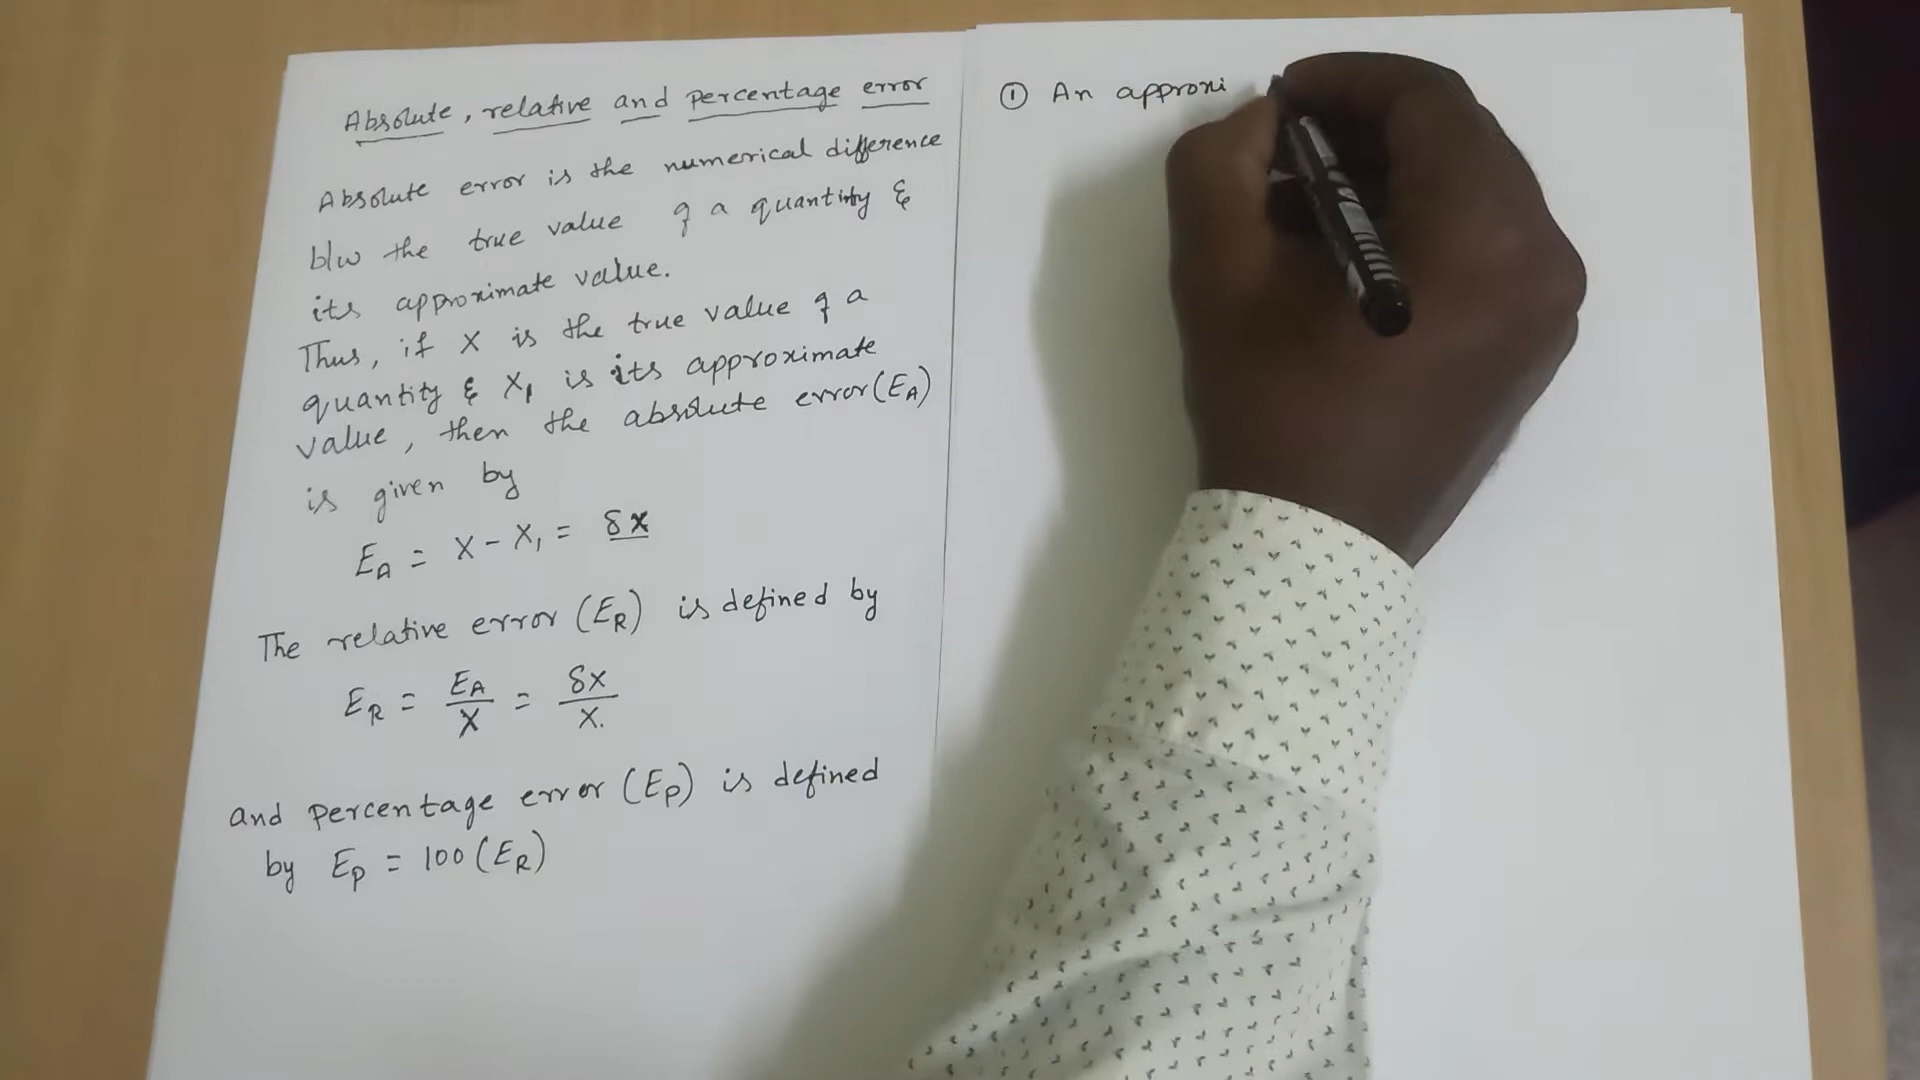 Absolute, relative and percentage error
Absolute error is the numerical difference
b/w the true value of a quantity &
its approximate value.
Thus, if X is the true value of a
quantity & X₁ is its approximate
value, then the absolute error (E_A)
is given by
E_A = X - X₁ = δx
The relative error (E_R) is defined by
E_R = E_A/X = δx/X.
and percentage error (E_P) is defined
by E_P = 100 (E_R)
① An approxi